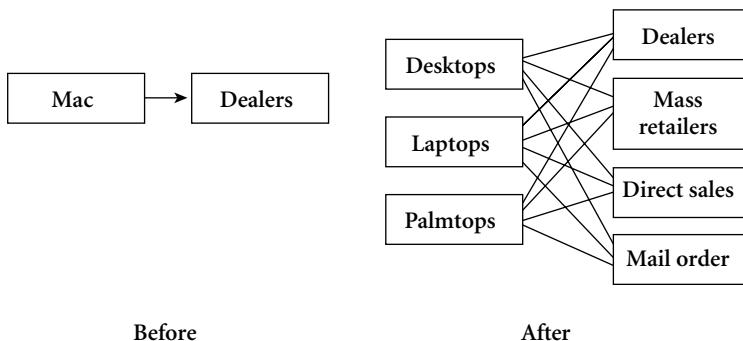 Mac
Dealers
Before
Desktops
Laptops
Palmtops
Dealers
Mass
retailers
Direct sales
Mail order
After